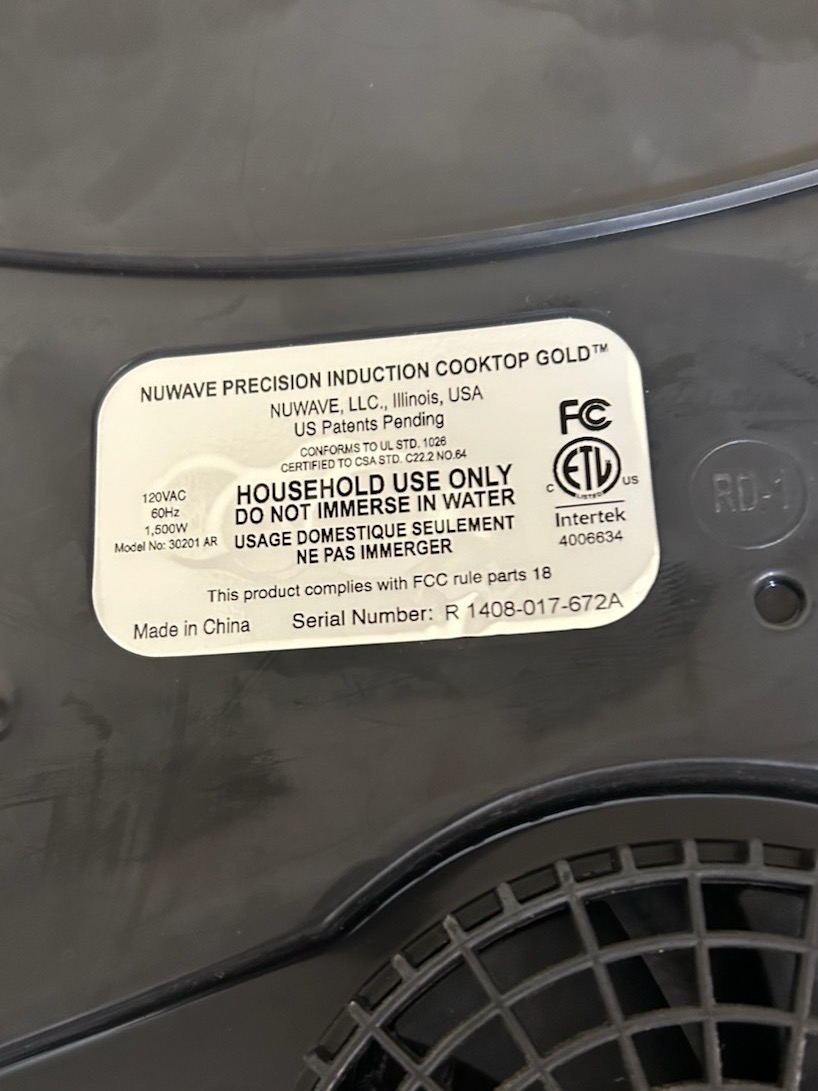 NUWAVE PRECISION INDUCTION COOKTOP GOLD™
NUWAVE, LLC., Illinois, USA
US Patents Pending
CONFORMS TO UL STD. 1026
CERTIFIED TO CSA STD. C22.2 NO.64
120VAC
60Hz
1,500W
Model No: 30201 AR
HOUSEHOLD USE ONLY
DO NOT IMMERSE IN WATER
USAGE DOMESTIQUE SEULEMENT
NE PAS IMMERGER
FC
C ETL US
LISTED
Intertek
4006634
This product complies with FCC rule parts 18
Made in China Serial Number: R 1408-017-672A
RD-1